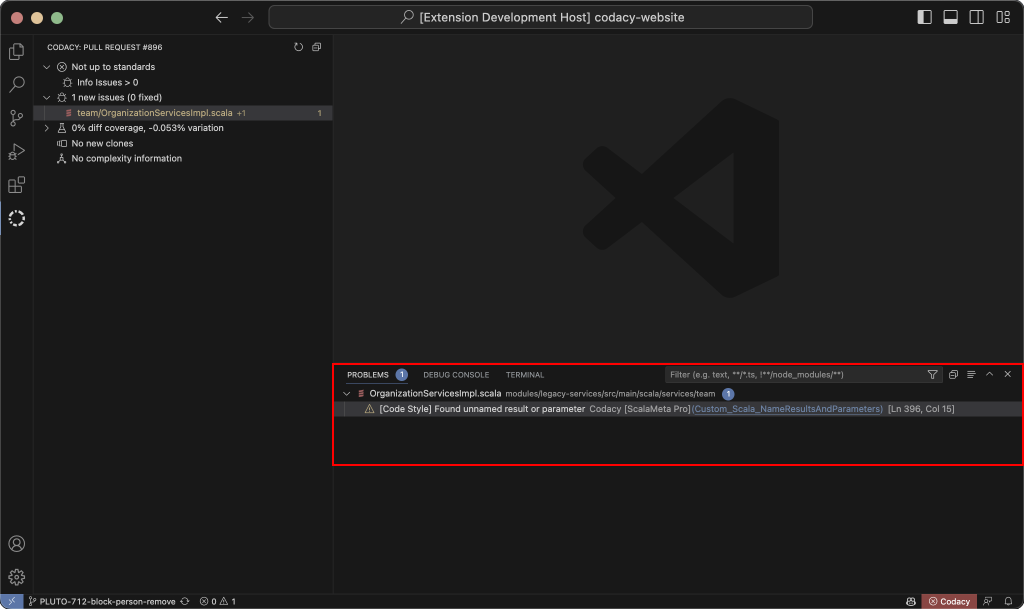 [Extension Development Host] codacy-website
CODACY: PULL REQUEST #896
Not up to standards
Info Issues > 0
1 new issues (0 fixed)
team/OrganizationServicesImpl.scala +1 1
0% diff coverage, -0.053% variation
No new clones
No complexity information
PROBLEMS 1 DEBUG CONSOLE TERMINAL Filter (e.g. text, **/*.ts, !**/node_modules/**)
OrganizationServicesImpl.scala modules/legacy-services/src/main/scala/services/team 1
[Code Style] Found unnamed result or parameter Codacy [ScalaMeta Pro](Custom_Scala_NameResultsAndParameters) [Ln 396, Col 15]
PLUTO-712-block-person-remove 0 1 Codacy